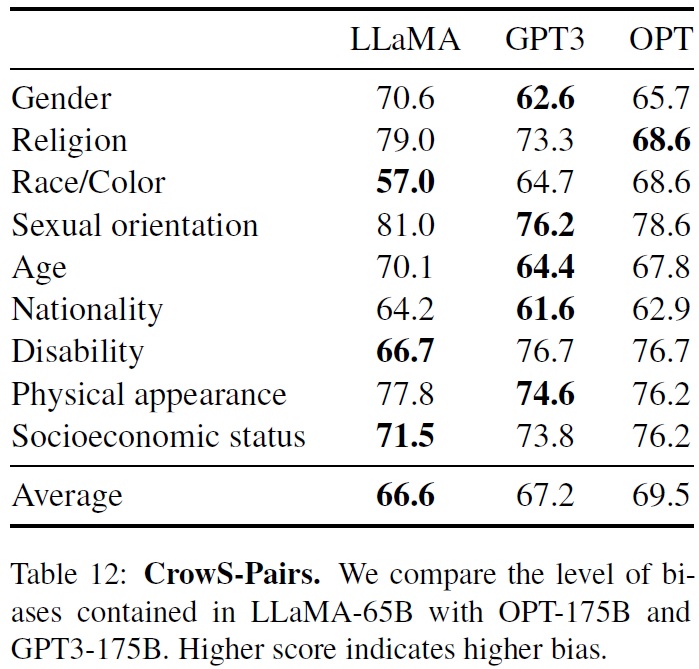 LLaMA GPT3 OPT
Gender 70.6 62.6 65.7
Religion 79.0 73.3 68.6
Race/Color 57.0 64.7 68.6
Sexual orientation 81.0 76.2 78.6
Age 70.1 64.4 67.8
Nationality 64.2 61.6 62.9
Disability 66.7 76.7 76.7
Physical appearance 77.8 74.6 76.2
Socioeconomic status 71.5 73.8 76.2
Average 66.6 67.2 69.5
Table 12: CrowS-Pairs. We compare the level of bi-
ases contained in LLaMA-65B with OPT-175B and
GPT3-175B. Higher score indicates higher bias.